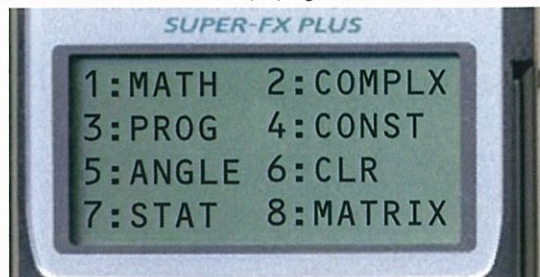 SUPER-FX PLUS
1:MATH 2:COMPLX
3:PROG 4:CONST
5:ANGLE 6:CLR
7:STAT 8:MATRIX